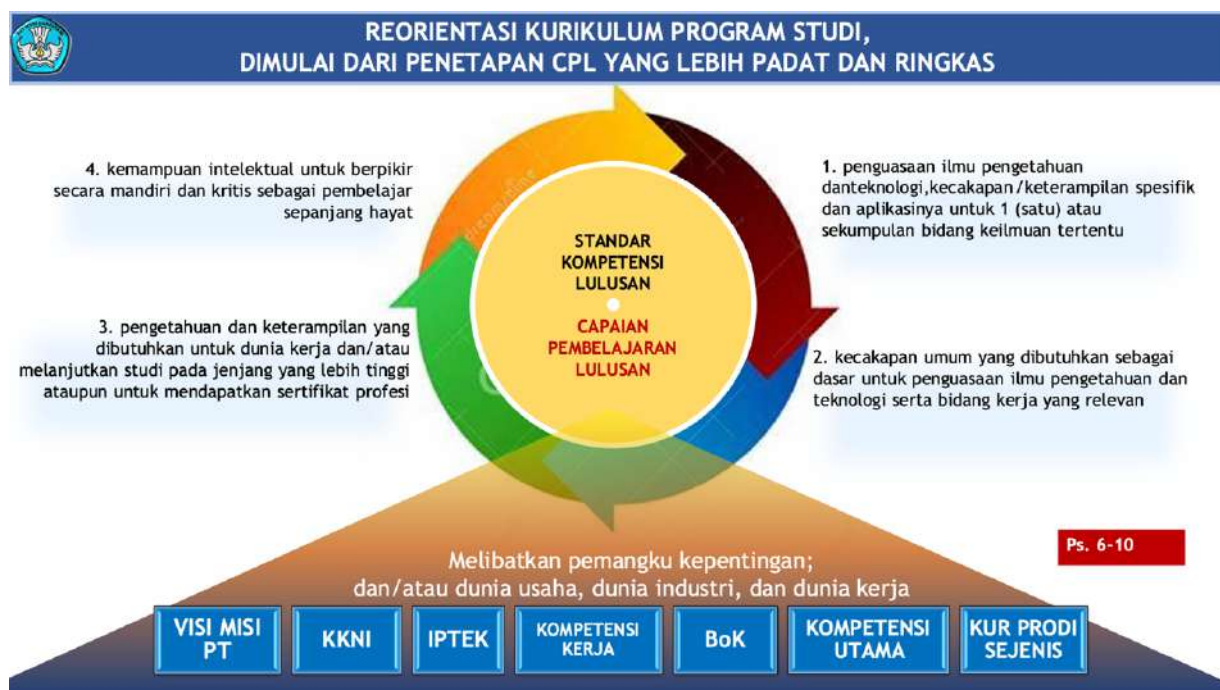 REORIENTASI KURIKULUM PROGRAM STUDI,
DIMULAI DARI PENETAPAN CPL YANG LEBIH PADAT DAN RINGKAS
1. penguasaan ilmu pengetahuan
danteknologi,kecakapan/keterampilan spesifik
dan aplikasinya untuk 1 (satu) atau
sekumpulan bidang keilmuan tertentu
2. kecakapan umum yang dibutuhkan sebagai
dasar untuk penguasaan ilmu pengetahuan dan
teknologi serta bidang kerja yang relevan
3. pengetahuan dan keterampilan yang
dibutuhkan untuk dunia kerja dan/atau
melanjutkan studi pada jenjang yang lebih tinggi
ataupun untuk mendapatkan sertifikat profesi
4. kemampuan intelektual untuk berpikir
secara mandiri dan kritis sebagai pembelajar
sepanjang hayat
STANDAR
KOMPETENSI
LULUSAN
CAPAIAN
PEMBELAJARAN
LULUSAN
Ps. 6-10
Melibatkan pemangku kepentingan;
dan/atau dunia usaha, dunia industri, dan dunia kerja
VISI MISI
PT
KKNI
IPTEK
KOMPETENSI
KERJA
BoK
KOMPETENSI
UTAMA
KUR PRODI
SEJENIS